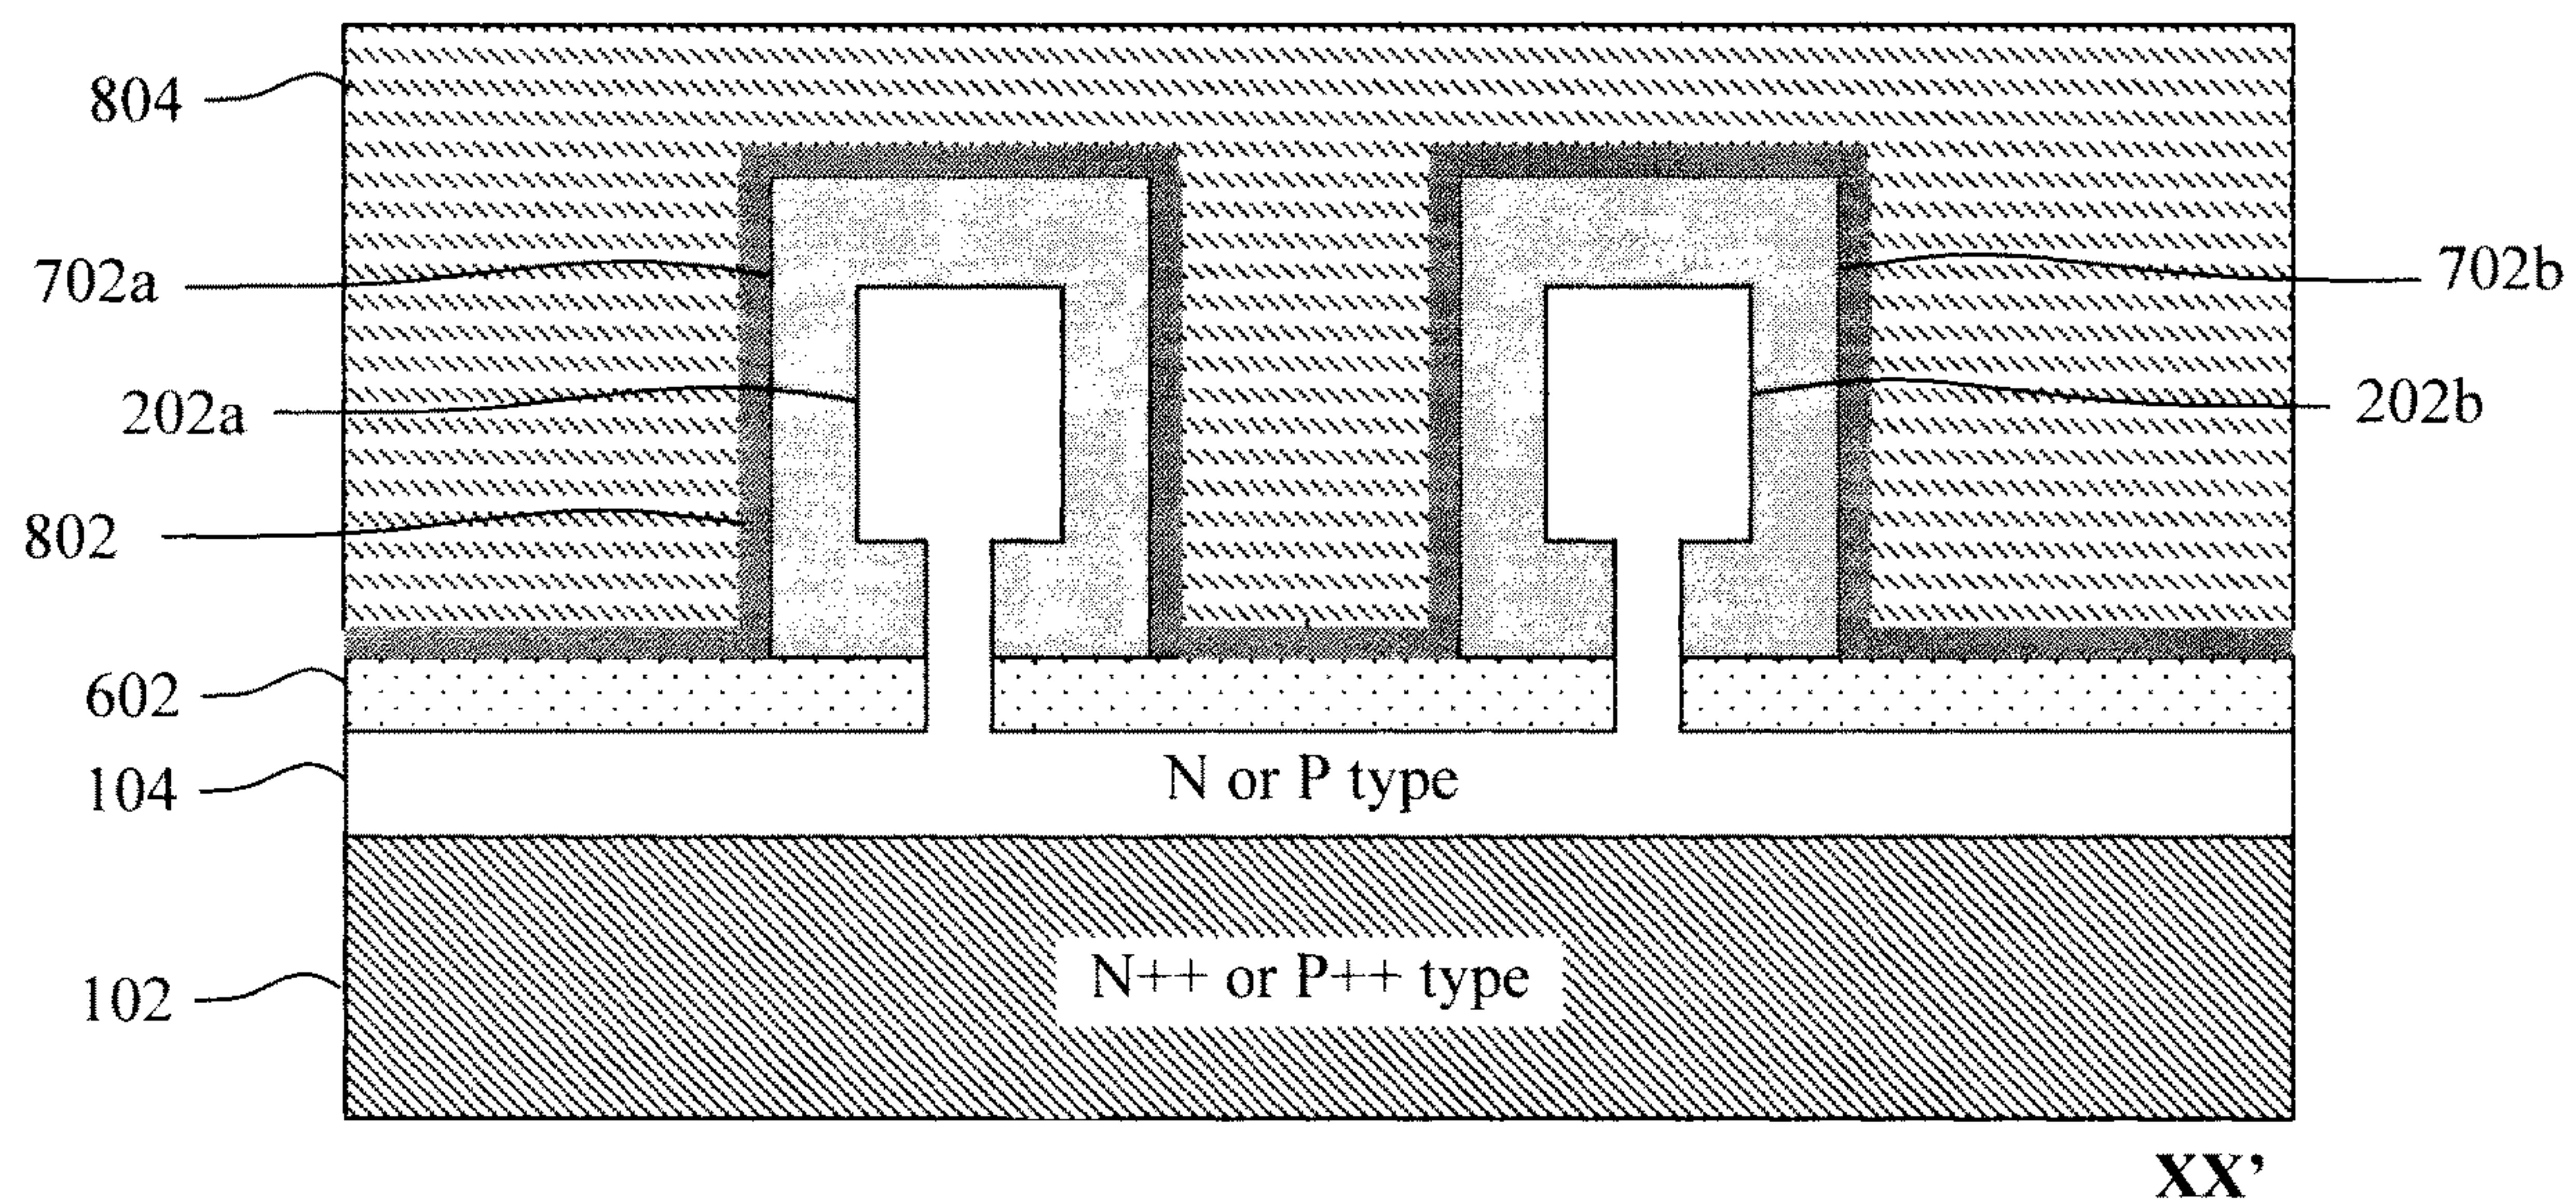 804
702a
702b
202a
202b
802
602
104
N or P type
N++ or P++ type
102
XX’